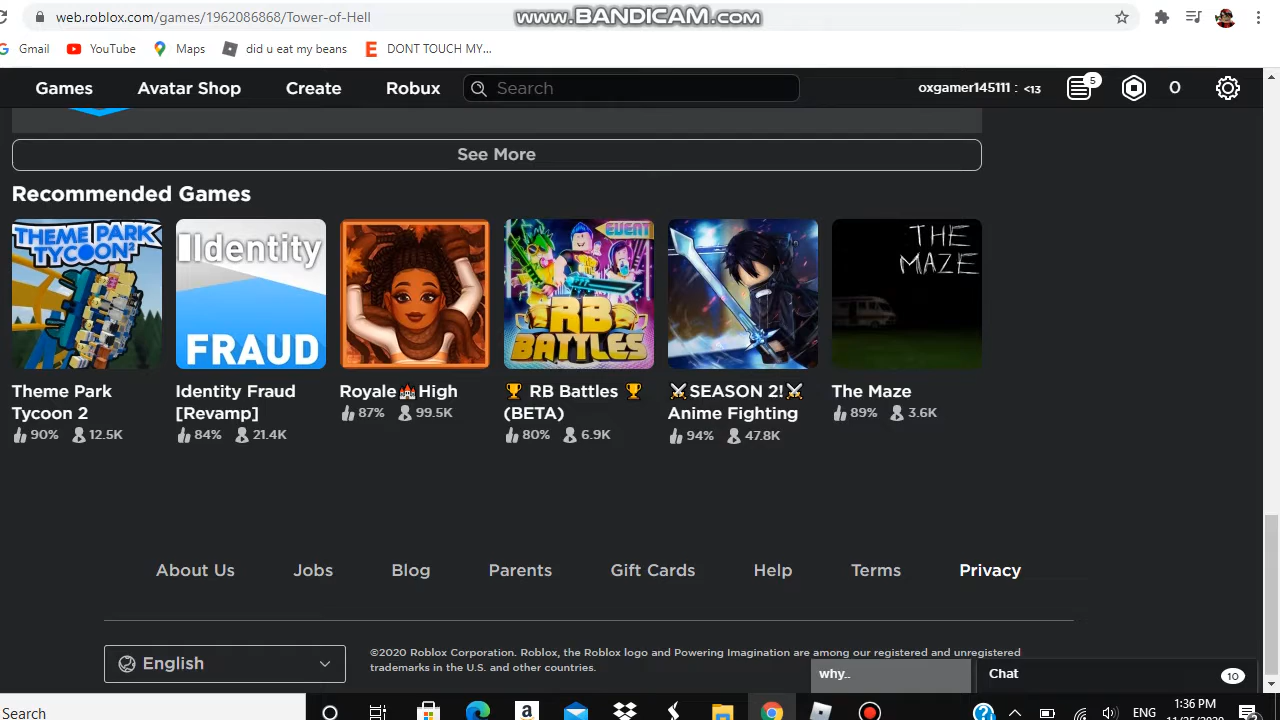 web.roblox.com/games/1962086868/Tower-of-Hell
www.BANDICAM.com
Gmail YouTube Maps did you eat my beans DONT TOUCH MY...
Games Avatar Shop Create Robux Search oxgamer145111 : <13 5 0
See More
Recommended Games
THEME PARK
TYCOON 2
Identity
FRAUD
EVENT
RB
BATTLES
THE
MAZE
Theme Park
Tycoon 2
90% 12.5K
Identity Fraud
[Revamp]
84% 21.4K
Royale🏰High
87% 99.5K
🏆 RB Battles 🏆
(BETA)
80% 6.9K
⚔️SEASON 2!⚔️
Anime Fighting
94% 47.8K
The Maze
89% 3.6K
About Us Jobs Blog Parents Gift Cards Help Terms Privacy
English
©2020 Roblox Corporation. Roblox, the Roblox logo and Powering Imagination are among our registered and unregistered
trademarks in the U.S. and other countries.
why..
Chat 10
Search
ENG
1:36 PM